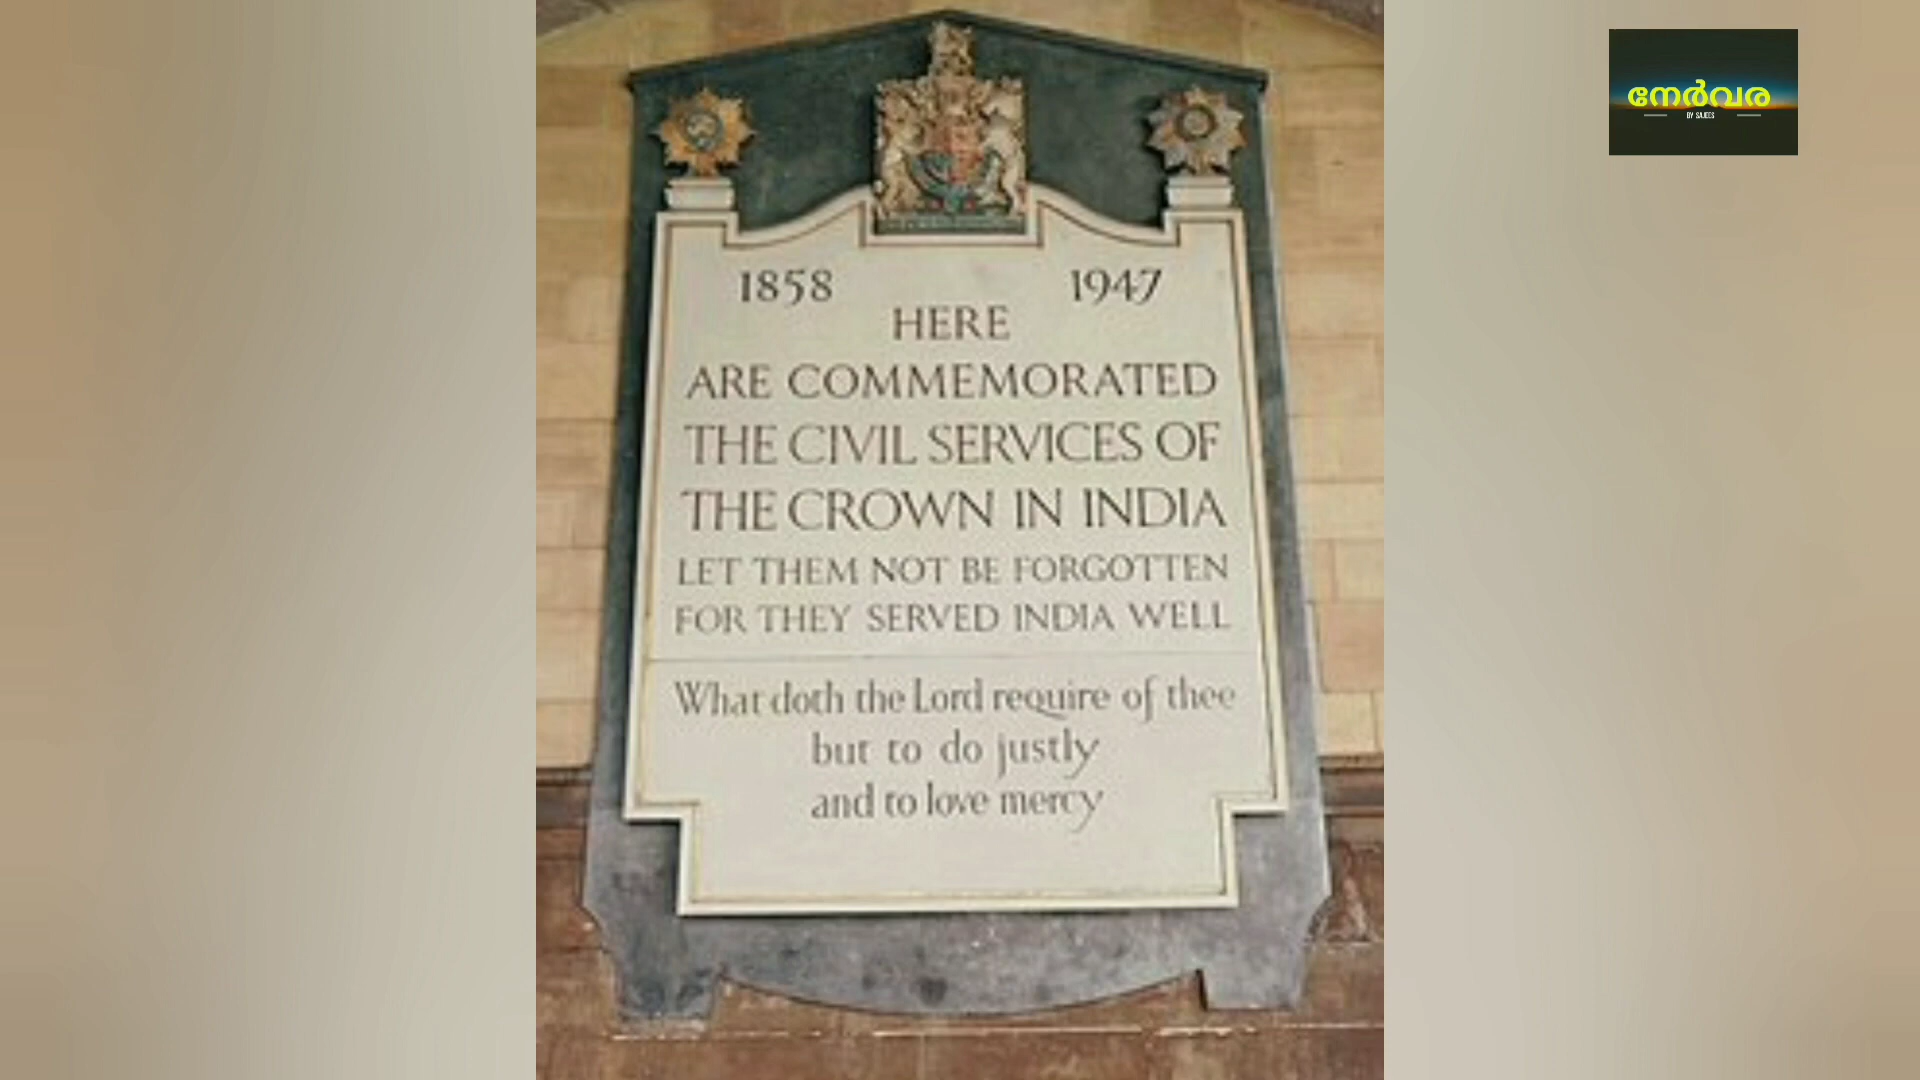 നേർവര
BY SAJEES
1858 1947
HERE
ARE COMMEMORATED
THE CIVIL SERVICES OF
THE CROWN IN INDIA
LET THEM NOT BE FORGOTTEN
FOR THEY SERVED INDIA WELL
What doth the Lord require of thee
but to do justly
and to love mercy